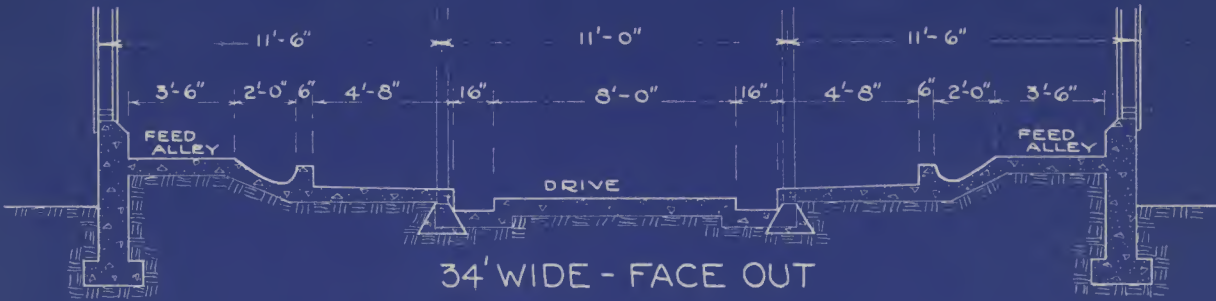 11'-6" 11'-0" 11'-6"
3'-6" 2'-0" 6" 4'-8" 16" 8'-0" 16" 4'-8" 6" 2'-0" 3'-6"
FEED ALLEY
DRIVE
FEED ALLEY
34' WIDE - FACE OUT